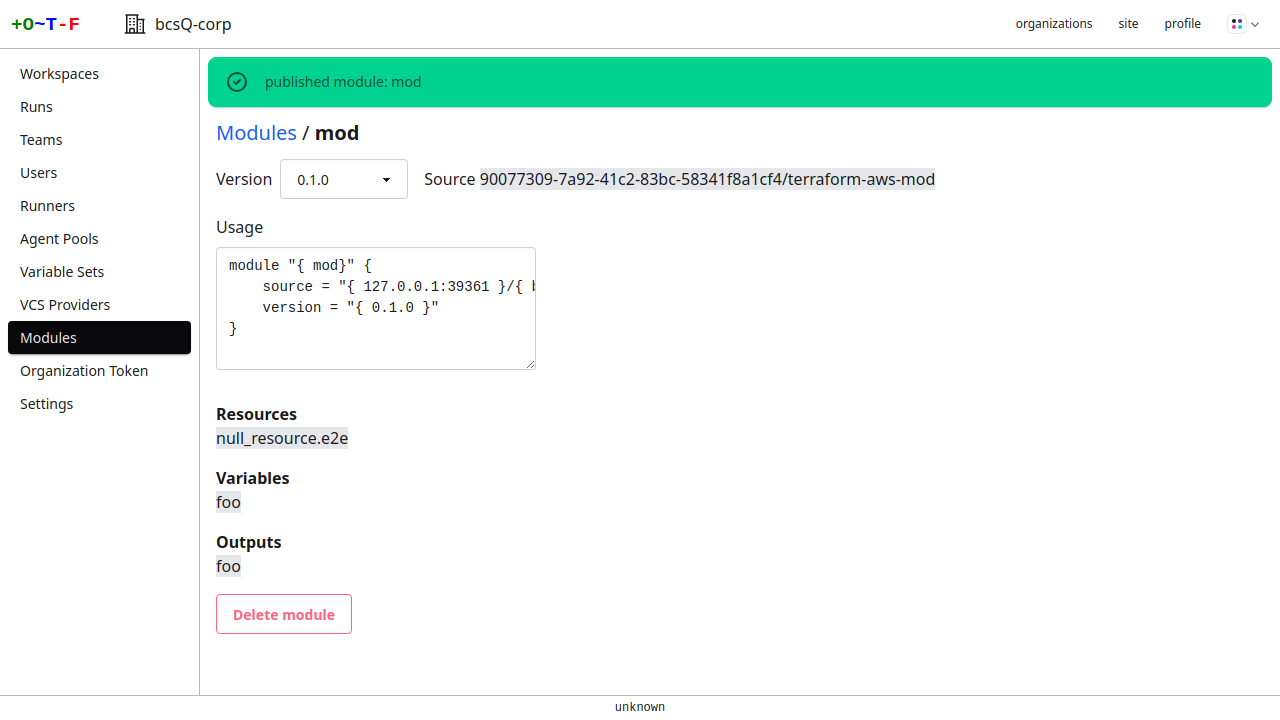 +O~T-F
bcsQ-corp
organizations
site
profile
Workspaces
Runs
Teams
Users
Runners
Agent Pools
Variable Sets
VCS Providers
Modules
Organization Token
Settings
published module: mod
Modules / mod
Version 0.1.0 Source 90077309-7a92-41c2-83bc-58341f8a1cf4/terraform-aws-mod
Usage
module "{ mod}" {
source = "{ 127.0.0.1:39361 }/{ b
version = "{ 0.1.0 }"
}
Resources
null_resource.e2e
Variables
foo
Outputs
foo
Delete module
unknown